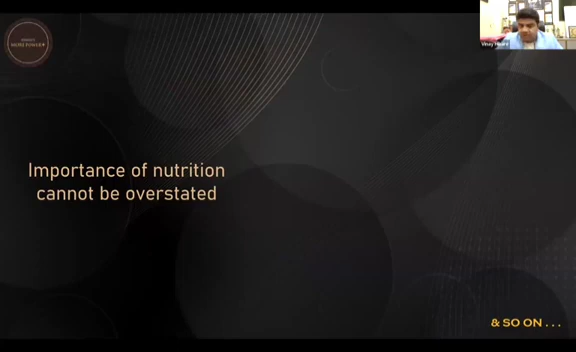 Importance of nutrition
cannot be overstated
& SO ON . . .